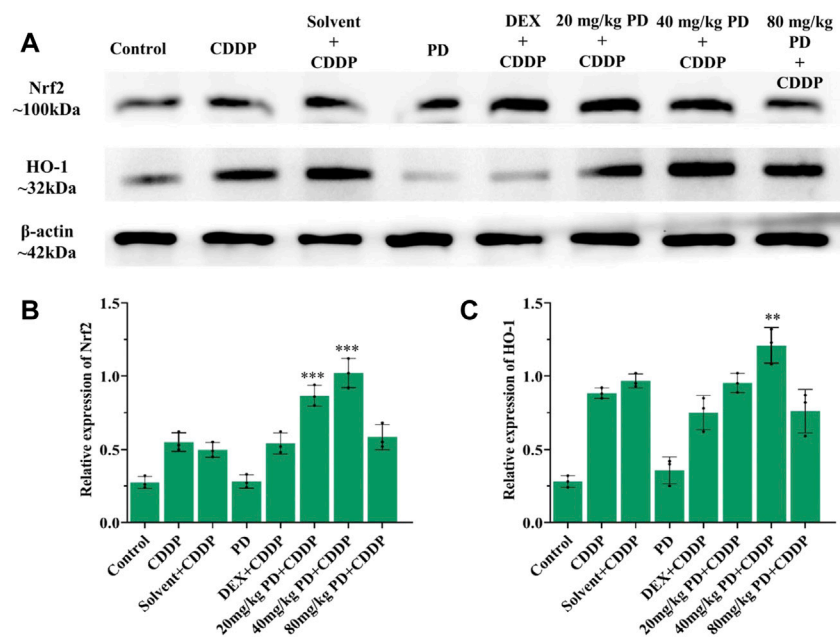 A
Control
CDDP
Solvent
+
CDDP
PD
DEX
+
CDDP
20 mg/kg PD
+
CDDP
40 mg/kg PD
+
CDDP
80 mg/kg
PD
+
CDDP
Nrf2
~100kDa
HO-1
~32kDa
β-actin
~42kDa
B
Relative expression of Nrf2
1.5
1.0
0.5
0.0
***
***
Control
CDDP
Solvent+CDDP
PD
DEX+CDDP
20mg/kg PD+CDDP
40mg/kg PD+CDDP
80mg/kg PD+CDDP
C
Relative expression of HO-1
1.5
1.0
0.5
0.0
**
Control
CDDP
Solvent+CDDP
PD
DEX+CDDP
20mg/kg PD+CDDP
40mg/kg PD+CDDP
80mg/kg PD+CDDP